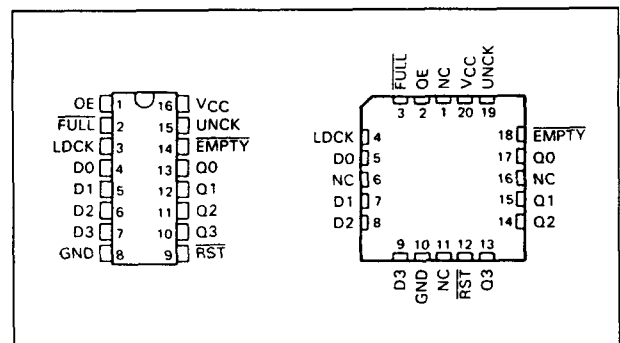 OE 1 16 VCC
FULL 2 15 UNCK
LDCK 3 14 EMPTY
D0 4 13 Q0
D1 5 12 Q1
D2 6 11 Q2
D3 7 10 Q3
GND 8 9 RST
FULL OE NC VCC UNCK
3 2 1 20 19
LDCK 4 18 EMPTY
D0 5 17 Q0
NC 6 16 NC
D1 7 15 Q1
D2 8 14 Q2
9 10 11 12 13
D3 GND NC RST Q3